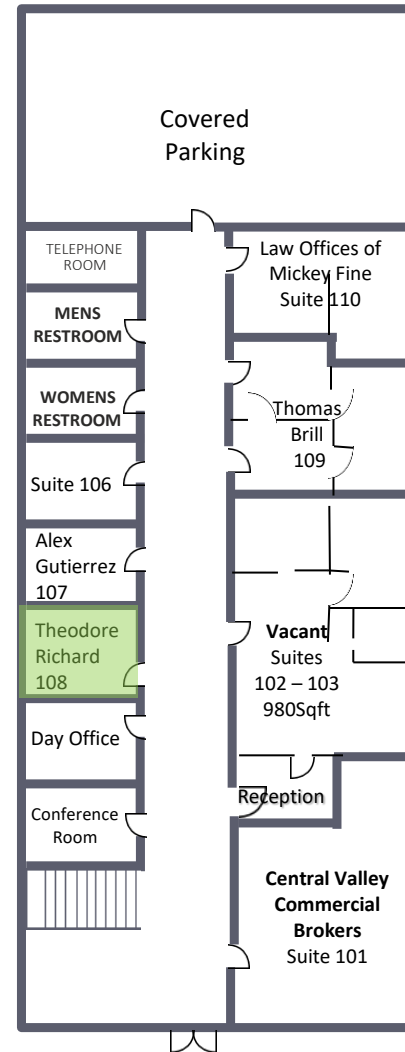 Covered
Parking
TELEPHONE
ROOM
Law Offices of
Mickey Fine
Suite 110
MENS
RESTROOM
WOMENS
RESTROOM
Thomas
Brill
109
Suite 106
Alex
Gutierrez
107
Theodore
Richard
108
Vacant
Suites
102 – 103
980Sqft
Day Office
Reception
Conference
Room
Central Valley
Commercial
Brokers
Suite 101